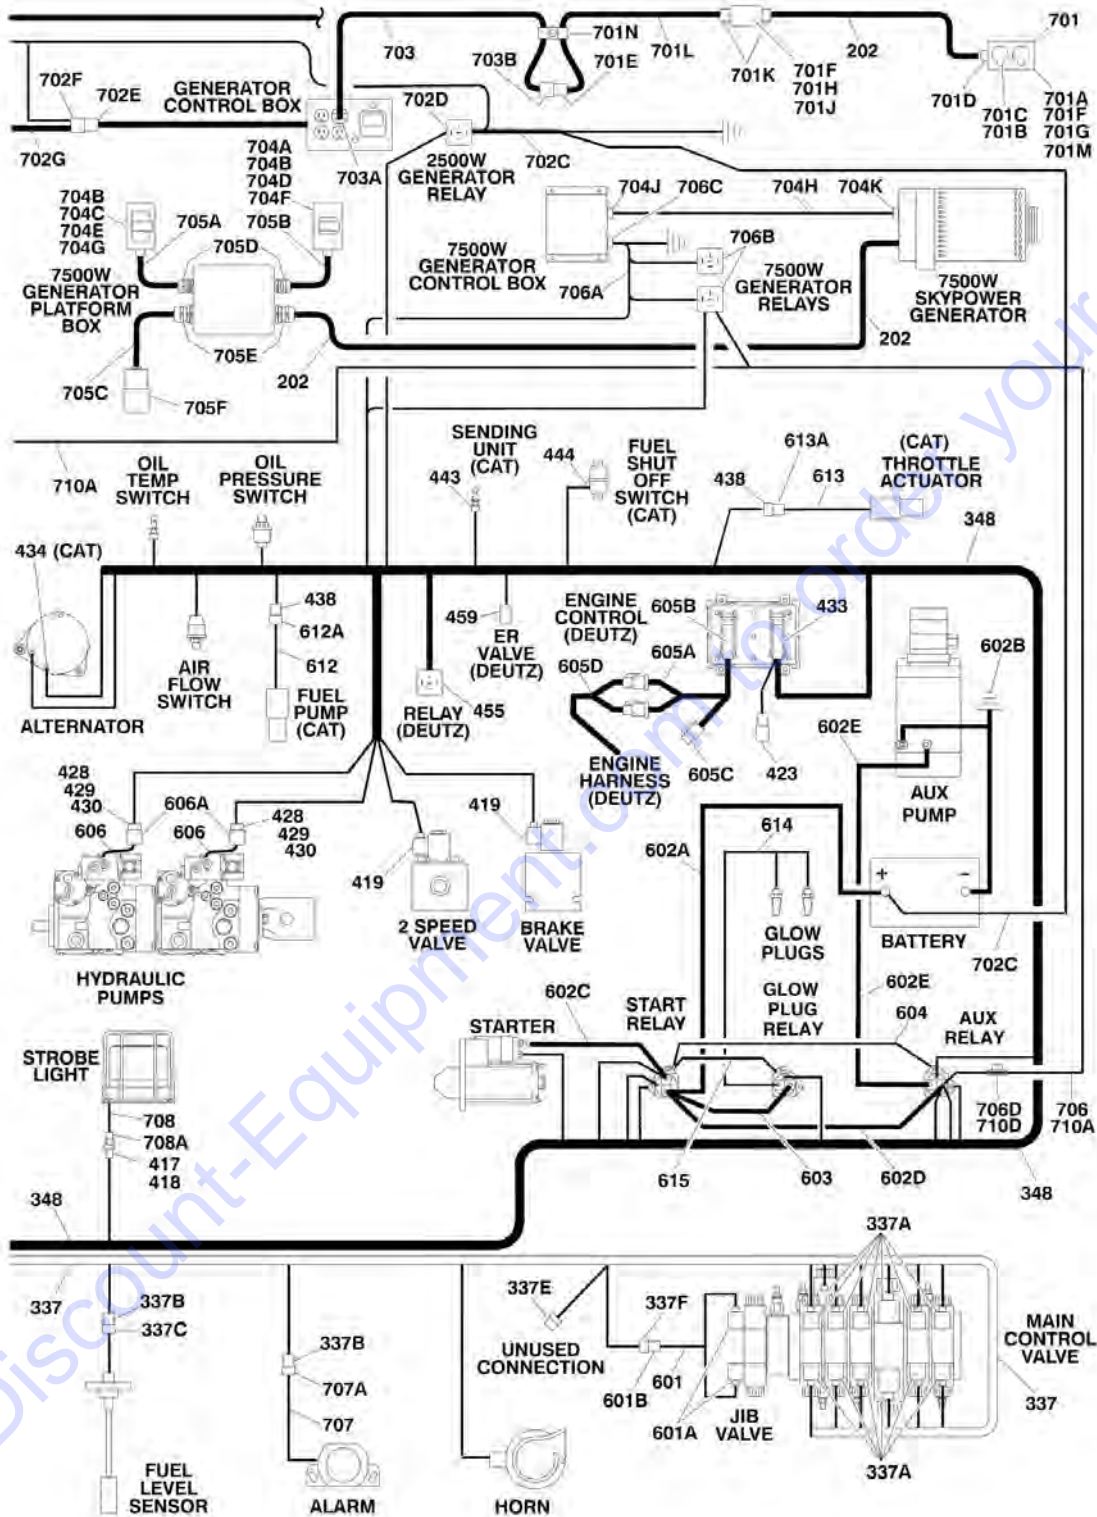 703
703B
701N
701E
701L
701K
701F
701H
701J
202
701
701D
701C
701B
701A
701F
701G
701M
702F
702E
GENERATOR
CONTROL BOX
702D
702G
704A
704B
704D
704F
703A
2500W
GENERATOR
RELAY
702C
704B
704C
704E
704G
705A
705D
705B
704J
706C
704H
704K
7500W
GENERATOR
PLATFORM
BOX
7500W
GENERATOR
CONTROL BOX
706A
706B
7500W
GENERATOR
RELAYS
7500W
SKYPOWER
GENERATOR
705E
705C
705F
202
202
710A
OIL
TEMP
SWITCH
OIL
PRESSURE
SWITCH
SENDING
UNIT
(CAT)
443
444
FUEL
SHUT
OFF
SWITCH
(CAT)
438
613A
613
(CAT)
THROTTLE
ACTUATOR
348
434 (CAT)
ALTERNATOR
AIR
FLOW
SWITCH
438
612A
612
FUEL
PUMP
(CAT)
459
ER
VALVE
(DEUTZ)
RELAY
(DEUTZ)
455
ENGINE
CONTROL
(DEUTZ)
605B
433
605A
605D
605C
423
ENGINE
HARNESS
(DEUTZ)
602B
602E
AUX
PUMP
428
429
430
606A
606
606
428
429
430
419
419
2 SPEED
VALVE
BRAKE
VALVE
HYDRAULIC
PUMPS
602A
614
GLOW
PLUGS
+
-
BATTERY
702C
602E
602C
STARTER
START
RELAY
GLOW
PLUG
RELAY
604
AUX
RELAY
706D
710D
706
710A
615
603
602D
348
STROBE
LIGHT
708
708A
417
418
348
337
337B
337C
FUEL
LEVEL
SENSOR
337B
707A
707
ALARM
HORN
337E
UNUSED
CONNECTION
337F
601
601B
601A
JIB
VALVE
337A
MAIN
CONTROL
VALVE
337
337A
Discount-Equipment.com to order your